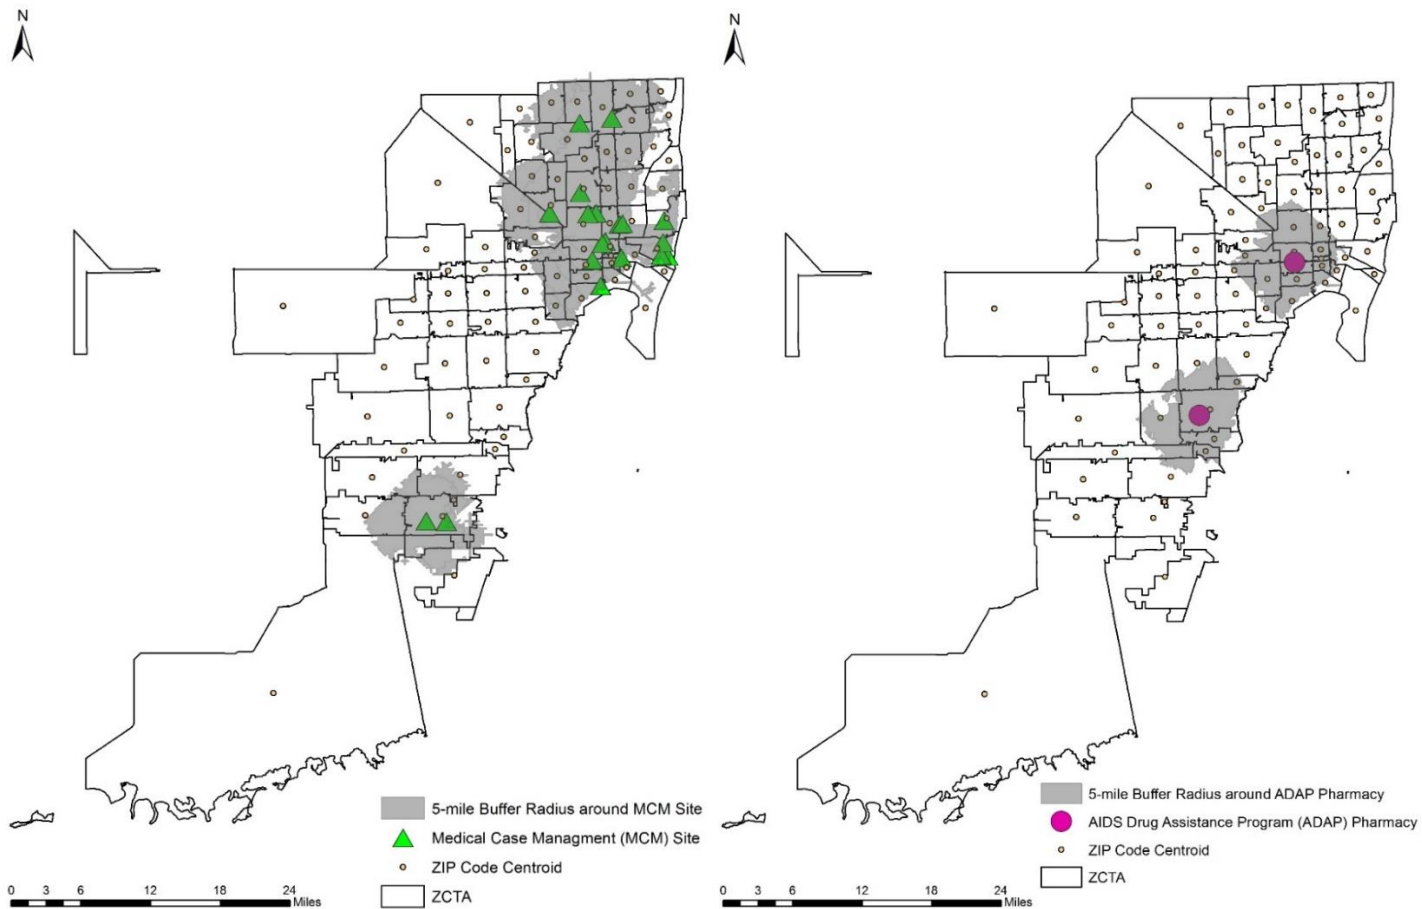 N
5-mile Buffer Radius around MCM Site
Medical Case Managment (MCM) Site
ZIP Code Centroid
ZCTA
0 3 6 12 18 24
Miles
N
5-mile Buffer Radius around ADAP Pharmacy
AIDS Drug Assistance Program (ADAP) Pharmacy
ZIP Code Centroid
ZCTA
0 3 6 12 18 24
Miles